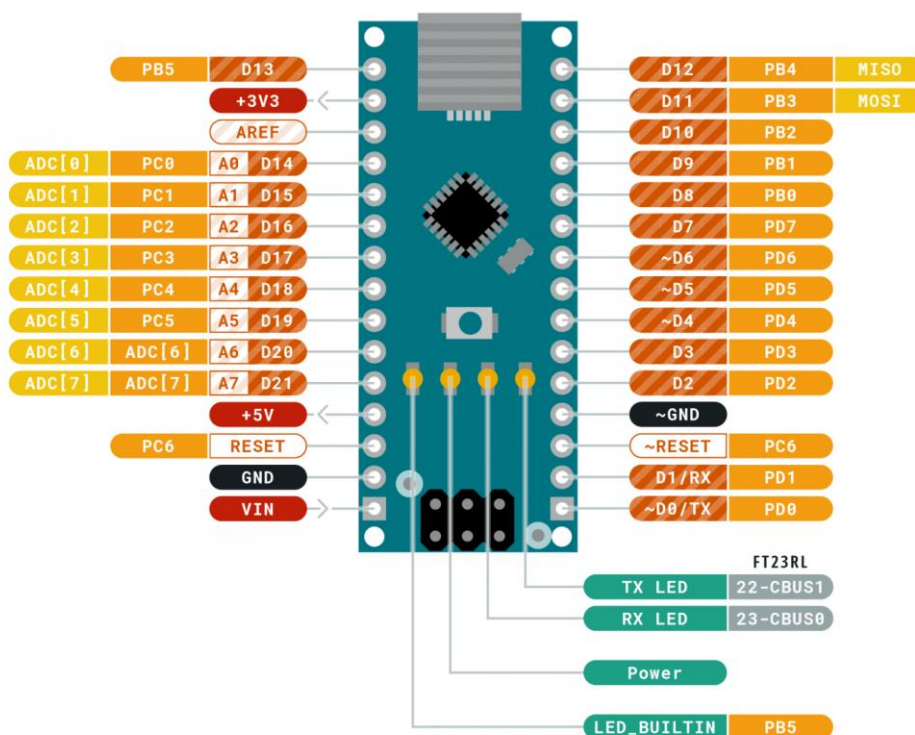 PB5 D13 D12 PB4 MISO
+3V3 D11 PB3 MOSI
AREF D10 PB2
ADC[0] PC0 A0 D14 D9 PB1
ADC[1] PC1 A1 D15 D8 PB0
ADC[2] PC2 A2 D16 D7 PD7
ADC[3] PC3 A3 D17 ~D6 PD6
ADC[4] PC4 A4 D18 ~D5 PD5
ADC[5] PC5 A5 D19 ~D4 PD4
ADC[6] ADC[6] A6 D20 D3 PD3
ADC[7] ADC[7] A7 D21 D2 PD2
+5V ~GND
PC6 RESET ~RESET PC6
GND D1/RX PD1
VIN ~D0/TX PD0
FT23RL
TX LED 22-CBUS1
RX LED 23-CBUS0
Power
LED_BUILTIN PB5